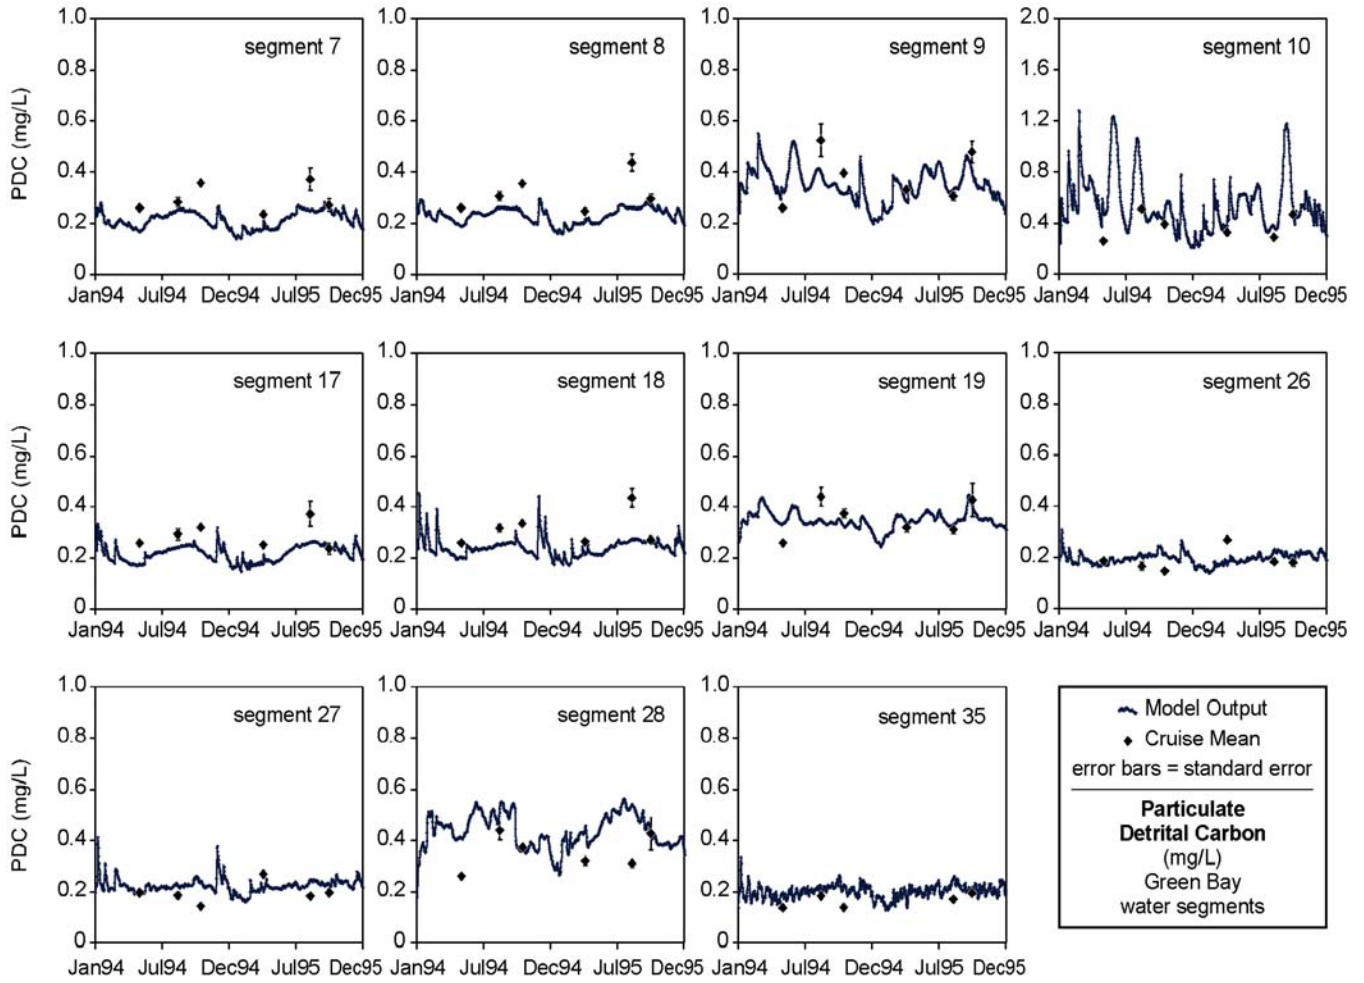 PDC (mg/L)
1.0
0.8
0.6
0.4
0.2
0
segment 7
Jan94 Jul94 Dec94 Jul95 Dec95
1.0
0.8
0.6
0.4
0.2
0
segment 8
Jan94 Jul94 Dec94 Jul95 Dec95
1.0
0.8
0.6
0.4
0.2
0
segment 9
Jan94 Jul94 Dec94 Jul95 Dec95
2.0
1.6
1.2
0.8
0.4
0
segment 10
Jan94 Jul94 Dec94 Jul95 Dec95
PDC (mg/L)
1.0
0.8
0.6
0.4
0.2
0
segment 17
Jan94 Jul94 Dec94 Jul95 Dec95
1.0
0.8
0.6
0.4
0.2
0
segment 18
Jan94 Jul94 Dec94 Jul95 Dec95
1.0
0.8
0.6
0.4
0.2
0
segment 19
Jan94 Jul94 Dec94 Jul95 Dec95
1.0
0.8
0.6
0.4
0.2
0
segment 26
Jan94 Jul94 Dec94 Jul95 Dec95
PDC (mg/L)
1.0
0.8
0.6
0.4
0.2
0
segment 27
Jan94 Jul94 Dec94 Jul95 Dec95
1.0
0.8
0.6
0.4
0.2
0
segment 28
Jan94 Jul94 Dec94 Jul95 Dec95
1.0
0.8
0.6
0.4
0.2
0
segment 35
Jan94 Jul94 Dec94 Jul95 Dec95
Model Output
Cruise Mean
error bars = standard error
Particulate
Detrital Carbon
(mg/L)
Green Bay
water segments